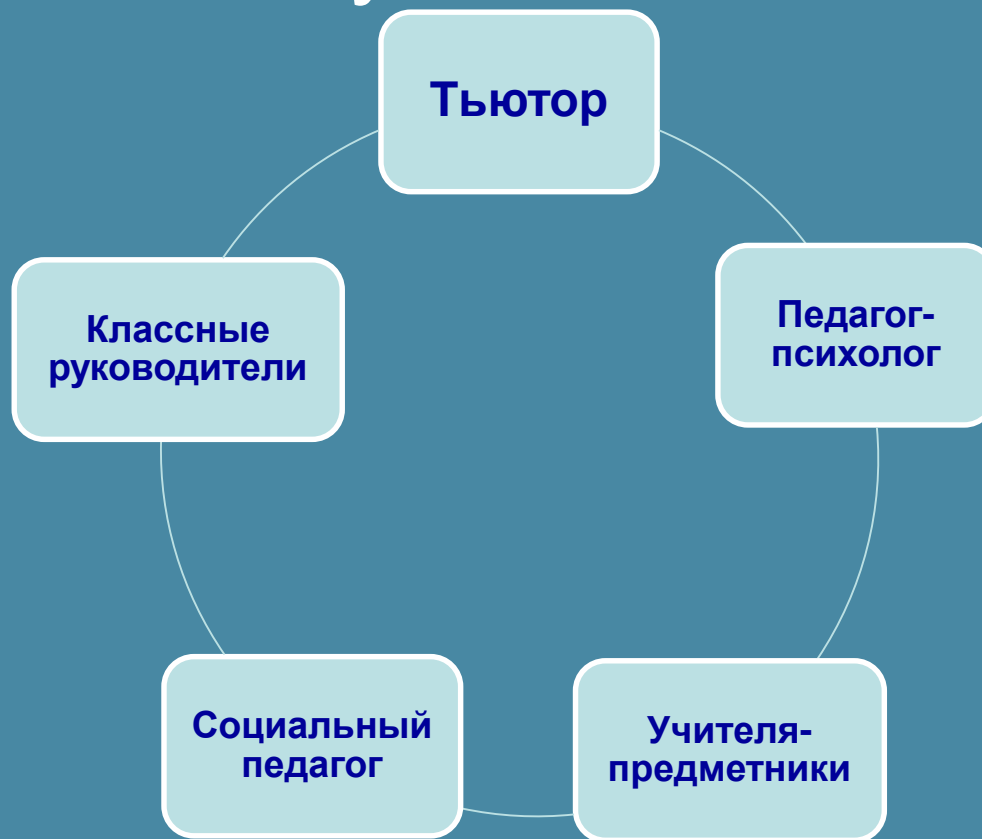 Тьютор
Классные
руководители
Педагог-
психолог
Социальный
педагог
Учителя-
предметники